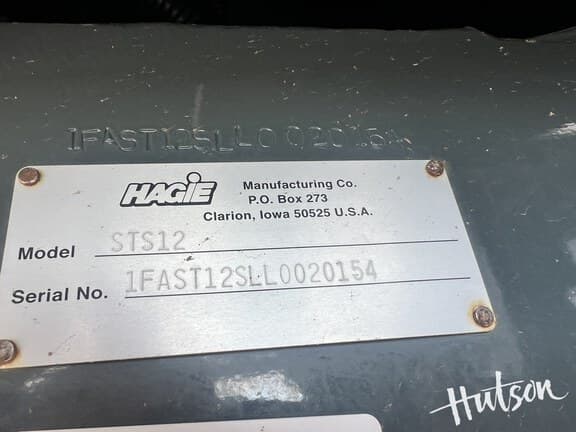 1FAST12SLL0020154
HAGIE
Manufacturing Co.
P.O. Box 273
Clarion, Iowa 50525 U.S.A.
Model STS12
Serial No. 1FAST12SLL0020154
Hutson